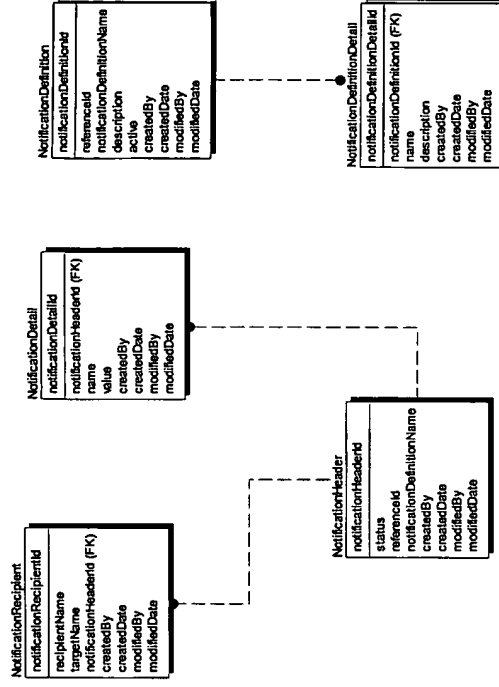 NotificationRecipient
notificationRecipientId
recipientName
targetName
notificationHeaderId (FK)
createdBy
createdDate
modifiedBy
modifiedDate
NotificationDetail
notificationDetailId
notificationHeaderId (FK)
name
value
createdBy
createdDate
modifiedBy
modifiedDate
NotificationDefinition
notificationDefinitionId
referenceId
notificationDefinitionName
description
active
createdBy
createdDate
modifiedBy
modifiedDate
NotificationHeader
notificationHeaderId
status
referenceId
notificationDefinitionName
createdBy
createdDate
modifiedBy
modifiedDate
NotificationDefinitionDetail
notificationDefinitionDetailId
notificationDefinitionId (FK)
name
description
createdBy
createdDate
modifiedBy
modifiedDate